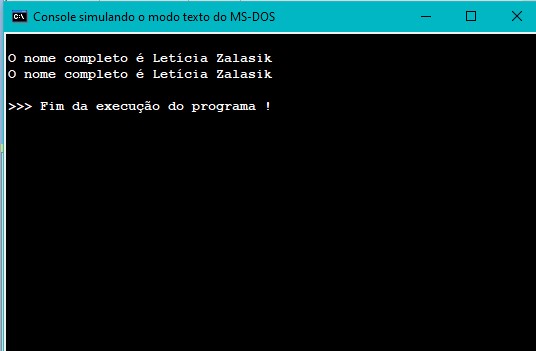 Console simulando o modo texto do MS-DOS
O nome completo é Letícia Zalasik
O nome completo é Letícia Zalasik
>>> Fim da execução do programa !